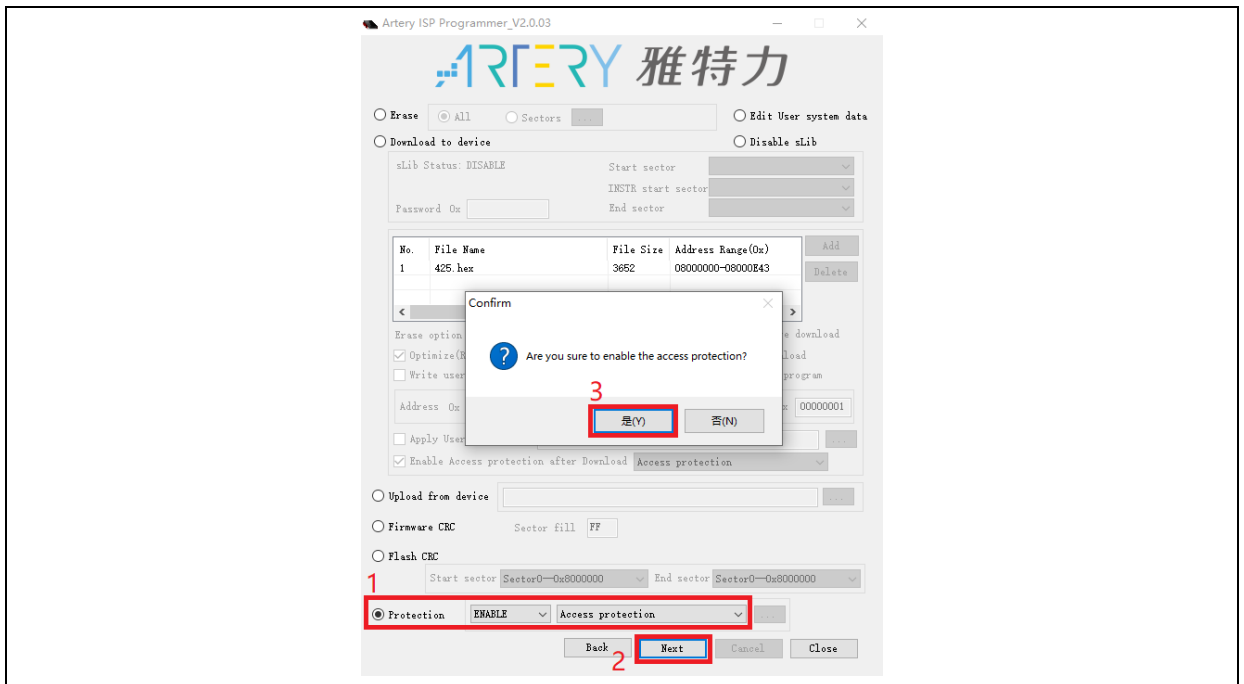 Artery ISP Programmer_V2.0.03
ARTERY 雅特力
Erase All Sectors ... Edit User system data
Download to device Disable sLib
sLib Status: DISABLE Start sector
INSTR start sector
Password 0x End sector
No. File Name File Size Address Range(0x) Add
1 425.hex 3652 08000000-08000E43 Delete
Confirm
Erase option e download
Optimize(R load
Are you sure to enable the access protection?
Write user program
3
Address 0x 00000001
是(Y) 否(N)
Apply User ...
Enable Access protection after Download Access protection
Upload from device ...
Firmware CRC Sector fill FF
Flash CRC
1
Start sector Sector0—0x8000000 End sector Sector0—0x8000000
Protection ENABLE Access protection ...
Back Next Cancel Close
2